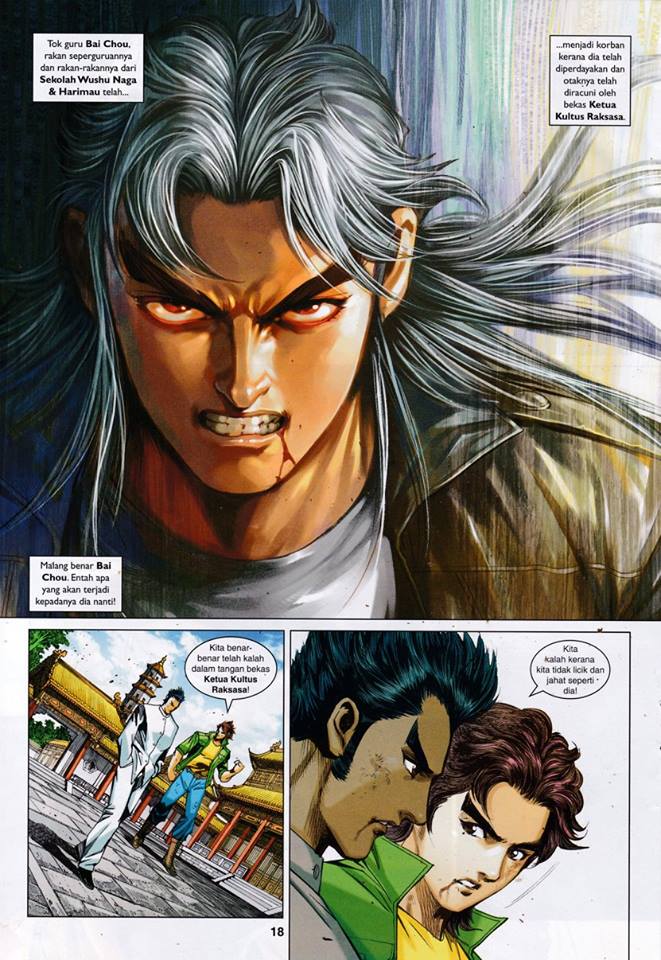 Tok guru Bai Chou,
rakan seperguruannya
dan rakan-rakannya dari
Sekolah Wushu Naga
& Harimau telah...
...menjadi korban
kerana dia telah
diperdayakan dan
otaknya telah
diracuni oleh
bekas Ketua
Kultus Raksasa.
Malang benar Bai
Chou. Entah apa
yang akan terjadi
kepadanya dia nanti!
Kita benar-
benar telah kalah
dalam tangan bekas
Ketua Kultus
Raksasa!
Kita
kalah kerana
kita tidak licik dan
jahat seperti
dia!
18